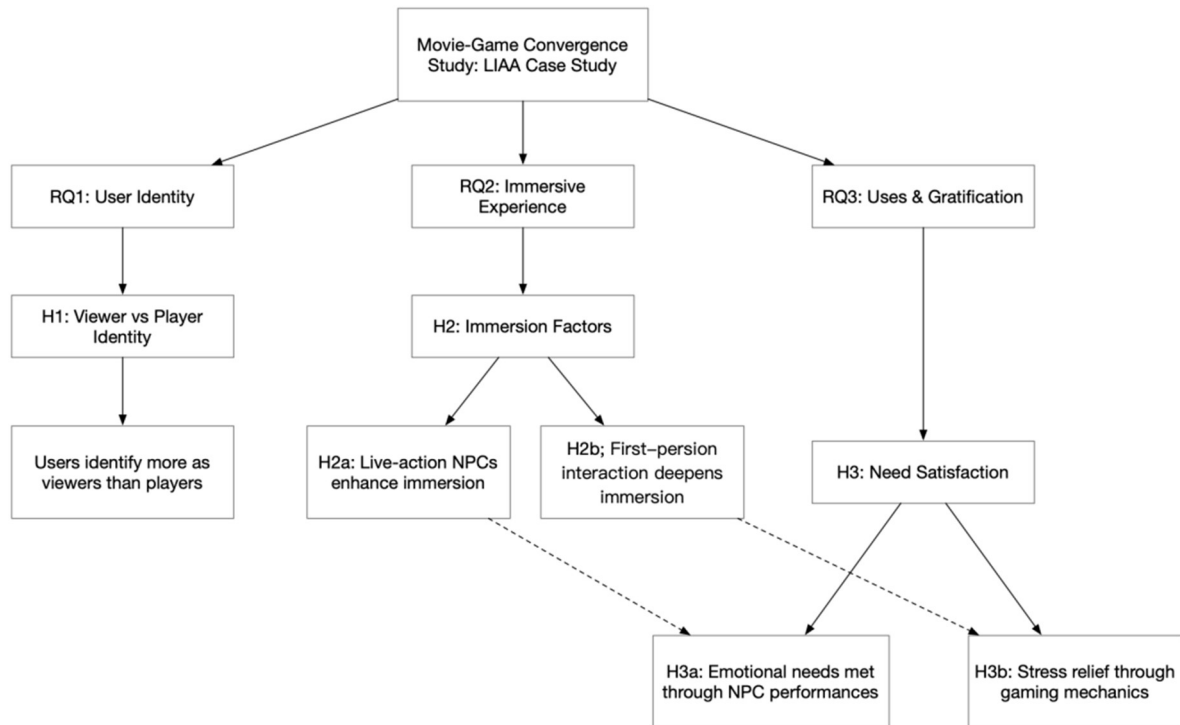 Movie-Game Convergence
Study: LIAA Case Study
RQ1: User Identity
RQ2: Immersive
Experience
RQ3: Uses & Gratification
H1: Viewer vs Player
Identity
H2: Immersion Factors
Users identify more as
viewers than players
H2a: Live-action NPCs
enhance immersion
H2b; First–persion
interaction deepens
immersion
H3: Need Satisfaction
H3a: Emotional needs met
through NPC performances
H3b: Stress relief through
gaming mechanics